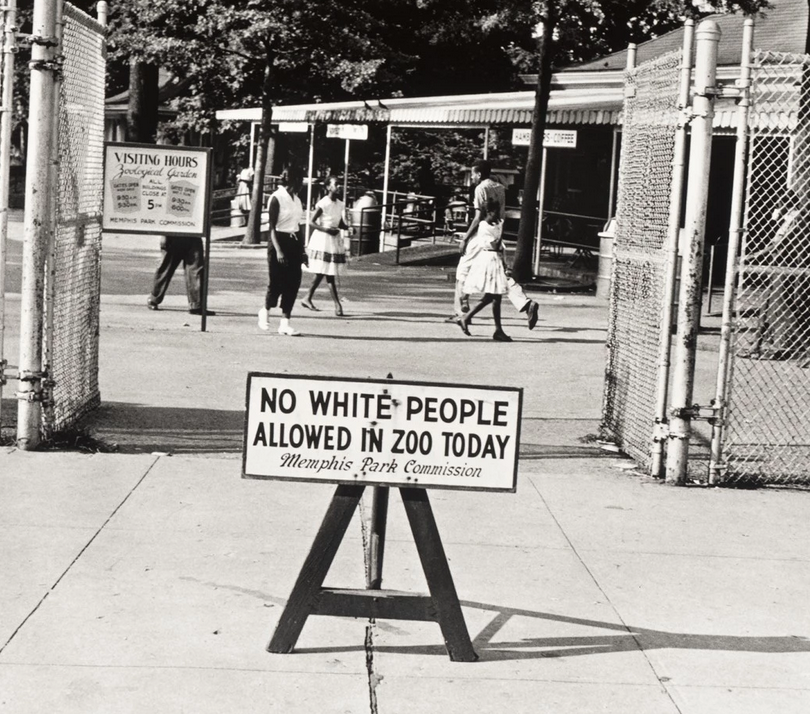 VISITING HOURS
Zoological Garden
ALL
BUILDINGS
CLOSE AT
5 PM
MEMPHIS PARK COMMISSION
NO WHITE PEOPLE
ALLOWED IN ZOO TODAY
Memphis Park Commission